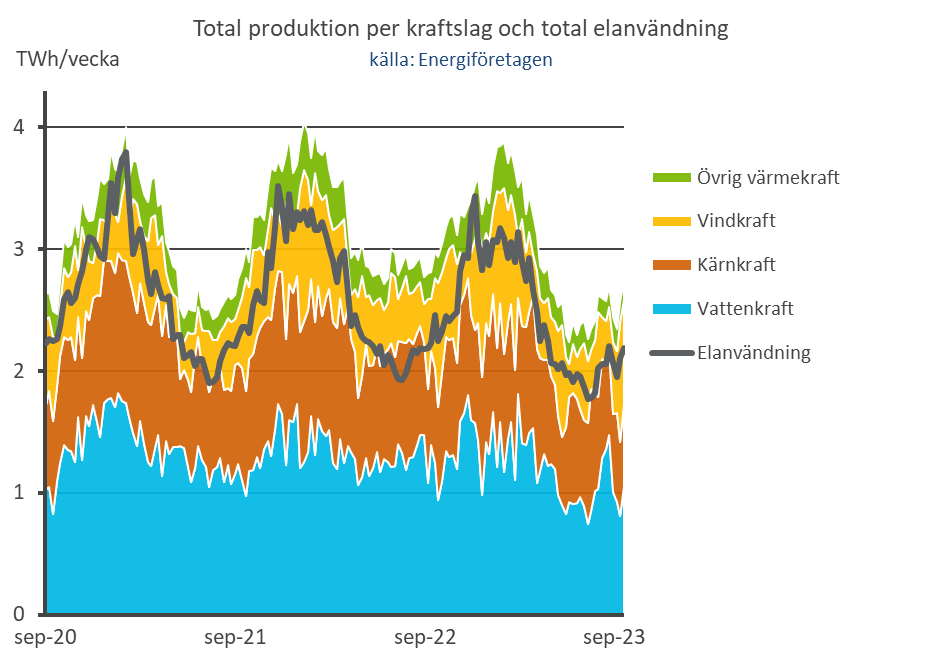 Total produktion per kraftslag och total elanvändning
TWh/vecka
källa: Energiföretagen
4
3
2
1
0
sep-20
sep-21
sep-22
sep-23
Övrig värmekraft
Vindkraft
Kärnkraft
Vattenkraft
Elanvändning